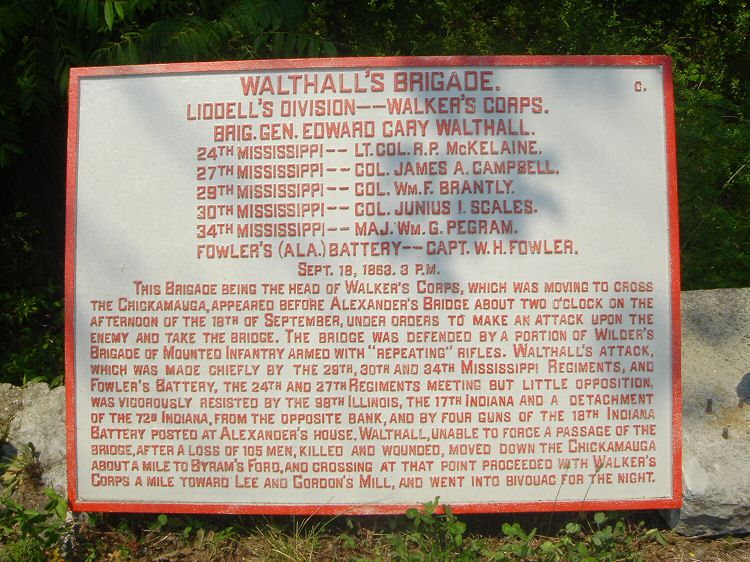 WALTHALL'S BRIGADE.
C.
LIDDELL'S DIVISION––WALKER'S CORPS.
BRIG. GEN. EDWARD CARY WALTHALL.
24TH MISSISSIPPI–– LT. COL. R.P. McKELAINE.
27TH MISSISSIPPI–– COL. JAMES A. CAMPBELL.
29TH MISSISSIPPI–– COL. WM. F. BRANTLY.
30TH MISSISSIPPI–– COL. JUNIUS I. SCALES.
34TH MISSISSIPPI–– MAJ. WM. G. PEGRAM.
FOWLER'S (ALA.) BATTERY–– CAPT. W.H. FOWLER.
SEPT. 18, 1863. 3 P.M.
THIS BRIGADE BEING THE HEAD OF WALKER'S CORPS, WHICH WAS MOVING TO CROSS
THE CHICKAMAUGA, APPEARED BEFORE ALEXANDER'S BRIDGE ABOUT TWO O'CLOCK ON THE
AFTERNOON OF THE 18TH OF SEPTEMBER, UNDER ORDERS TO MAKE AN ATTACK UPON THE
ENEMY AND TAKE THE BRIDGE. THE BRIDGE WAS DEFENDED BY A PORTION OF WILDER'S
BRIGADE OF MOUNTED INFANTRY ARMED WITH "REPEATING" RIFLES. WALTHALL'S ATTACK,
WHICH WAS MADE CHIEFLY BY THE 29TH, 30TH AND 34TH MISSISSIPPI REGIMENTS, AND
FOWLER'S BATTERY, THE 24TH AND 27TH REGIMENTS MEETING BUT LITTLE OPPOSITION,
WAS VIGOROUSLY RESISTED BY THE 98TH ILLINOIS, THE 17TH INDIANA AND A DETACHMENT
OF THE 72D INDIANA, FROM THE OPPOSITE BANK, AND BY FOUR GUNS OF THE 18TH INDIANA
BATTERY POSTED AT ALEXANDER'S HOUSE. WALTHALL, UNABLE TO FORCE A PASSAGE OF THE
BRIDGE, AFTER A LOSS OF 105 MEN, KILLED AND WOUNDED, MOVED DOWN THE CHICKAMAUGA
ABOUT A MILE TO BYRAM'S FORD, AND CROSSING AT THAT POINT PROCEEDED WITH WALKER'S
CORPS A MILE TOWARD LEE AND GORDON'S MILL, AND WENT INTO BIVOUAC FOR THE NIGHT.